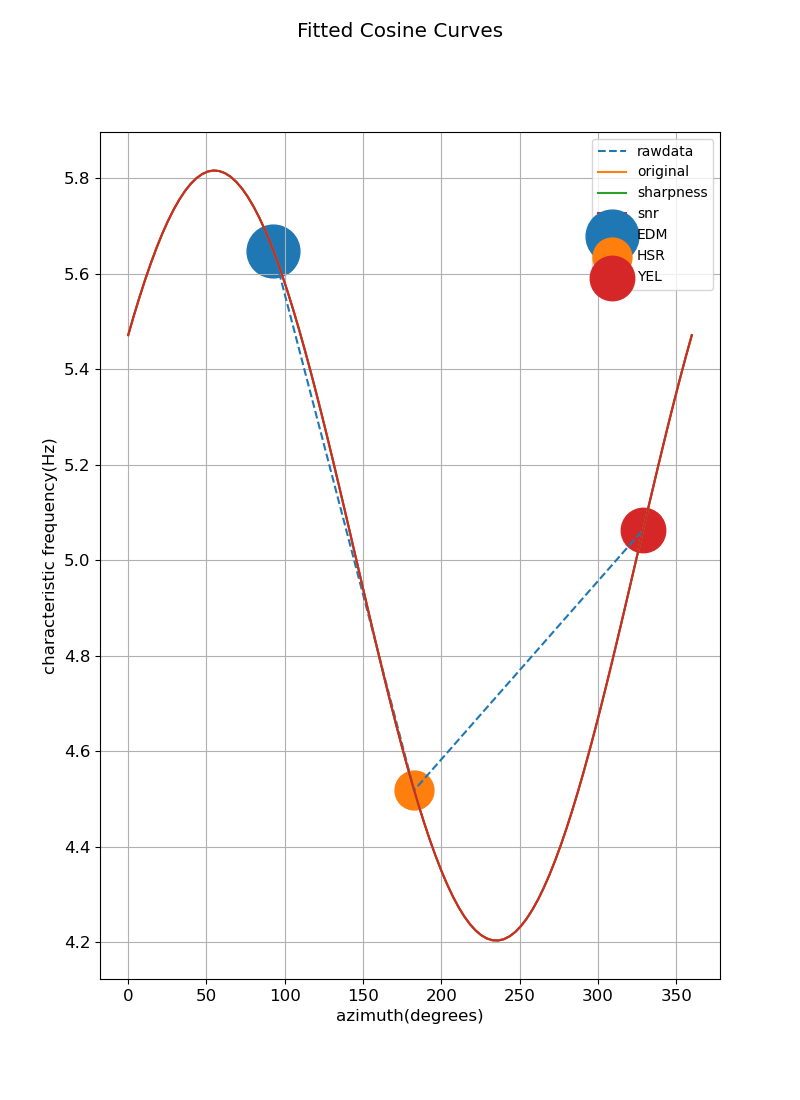 Fitted Cosine Curves
rawdata
original
sharpness
snr
EDM
HSR
YEL
5.8
5.6
5.4
5.2
5.0
4.8
4.6
4.4
4.2
characteristic frequency(Hz)
0 50 100 150 200 250 300 350
azimuth(degrees)